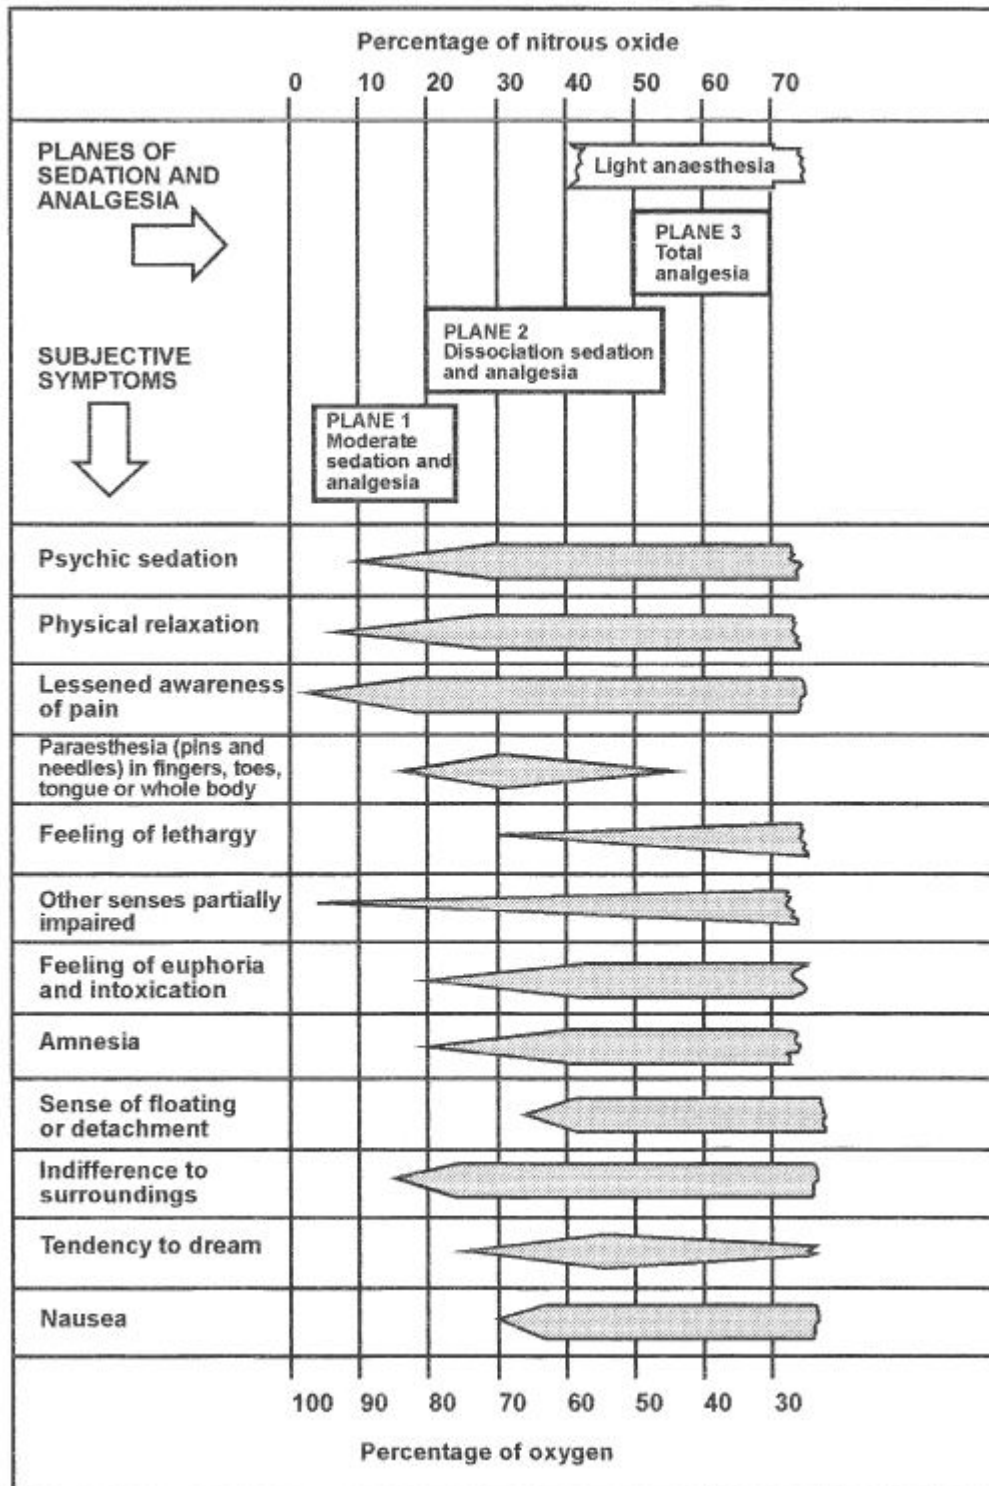 Percentage of nitrous oxide
0 10 20 30 40 50 60 70
PLANES OF
SEDATION AND
ANALGESIA
Light anaesthesia
PLANE 3
Total
analgesia
PLANE 2
Dissociation sedation
and analgesia
SUBJECTIVE
SYMPTOMS
PLANE 1
Moderate
sedation and
analgesia
Psychic sedation
Physical relaxation
Lessened awareness
of pain
Paraesthesia (pins and
needles) in fingers, toes,
tongue or whole body
Feeling of lethargy
Other senses partially
impaired
Feeling of euphoria
and intoxication
Amnesia
Sense of floating
or detachment
Indifference to
surroundings
Tendency to dream
Nausea
100 90 80 70 60 50 40 30
Percentage of oxygen